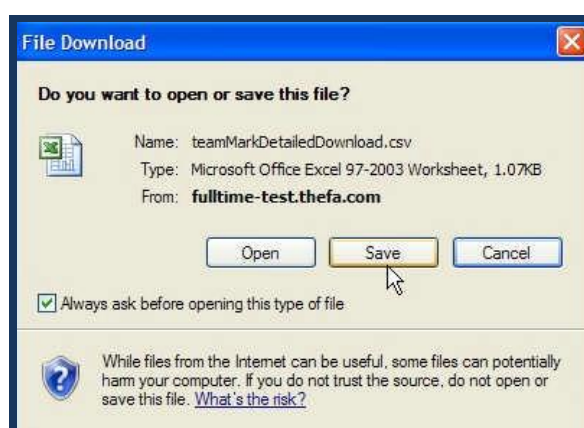 File Download
Do you want to open or save this file?
Name: teamMarkDetailedDownload.csv
Type: Microsoft Office Excel 97-2003 Worksheet, 1.07KB
From: fulltime-test.thefa.com
Open Save Cancel
Always ask before opening this type of file
While files from the Internet can be useful, some files can potentially
harm your computer. If you do not trust the source, do not open or
save this file. What's the risk?